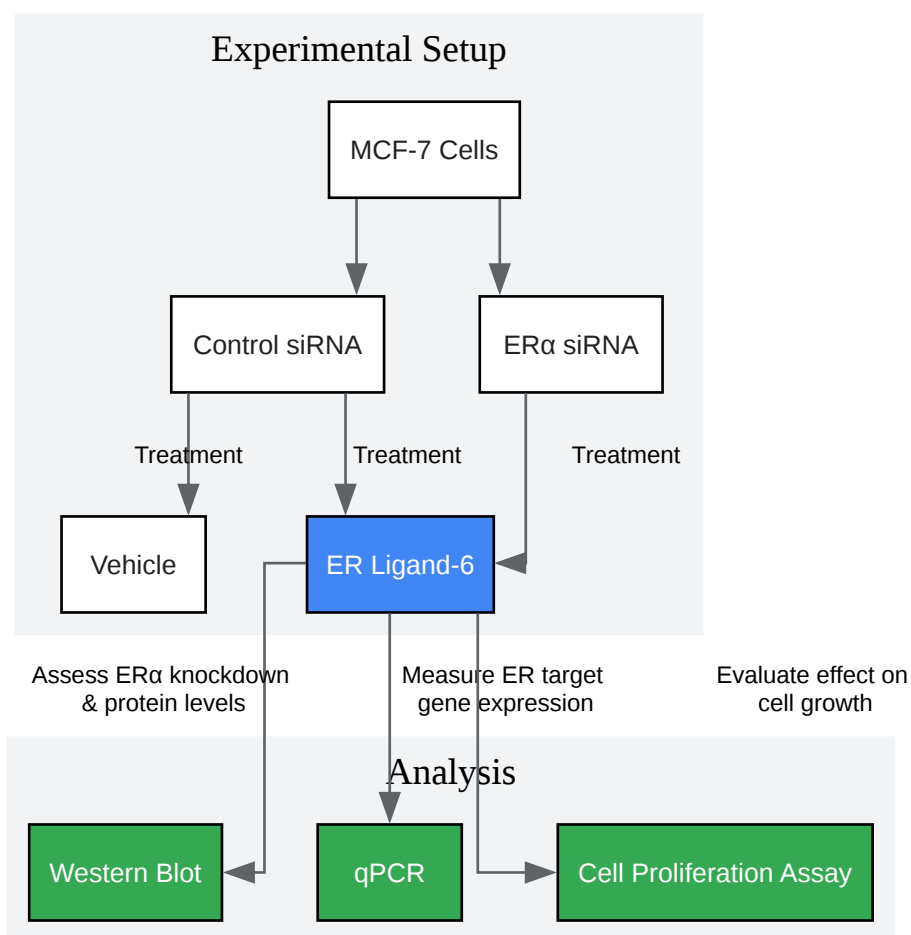 Experimental Setup
MCF-7 Cells
Control siRNA
ERα siRNA
Treatment
Treatment
Treatment
Vehicle
ER Ligand-6
Assess ERα knockdown
& protein levels
Measure ER target
gene expression
Evaluate effect on
cell growth
Analysis
Western Blot
qPCR
Cell Proliferation Assay